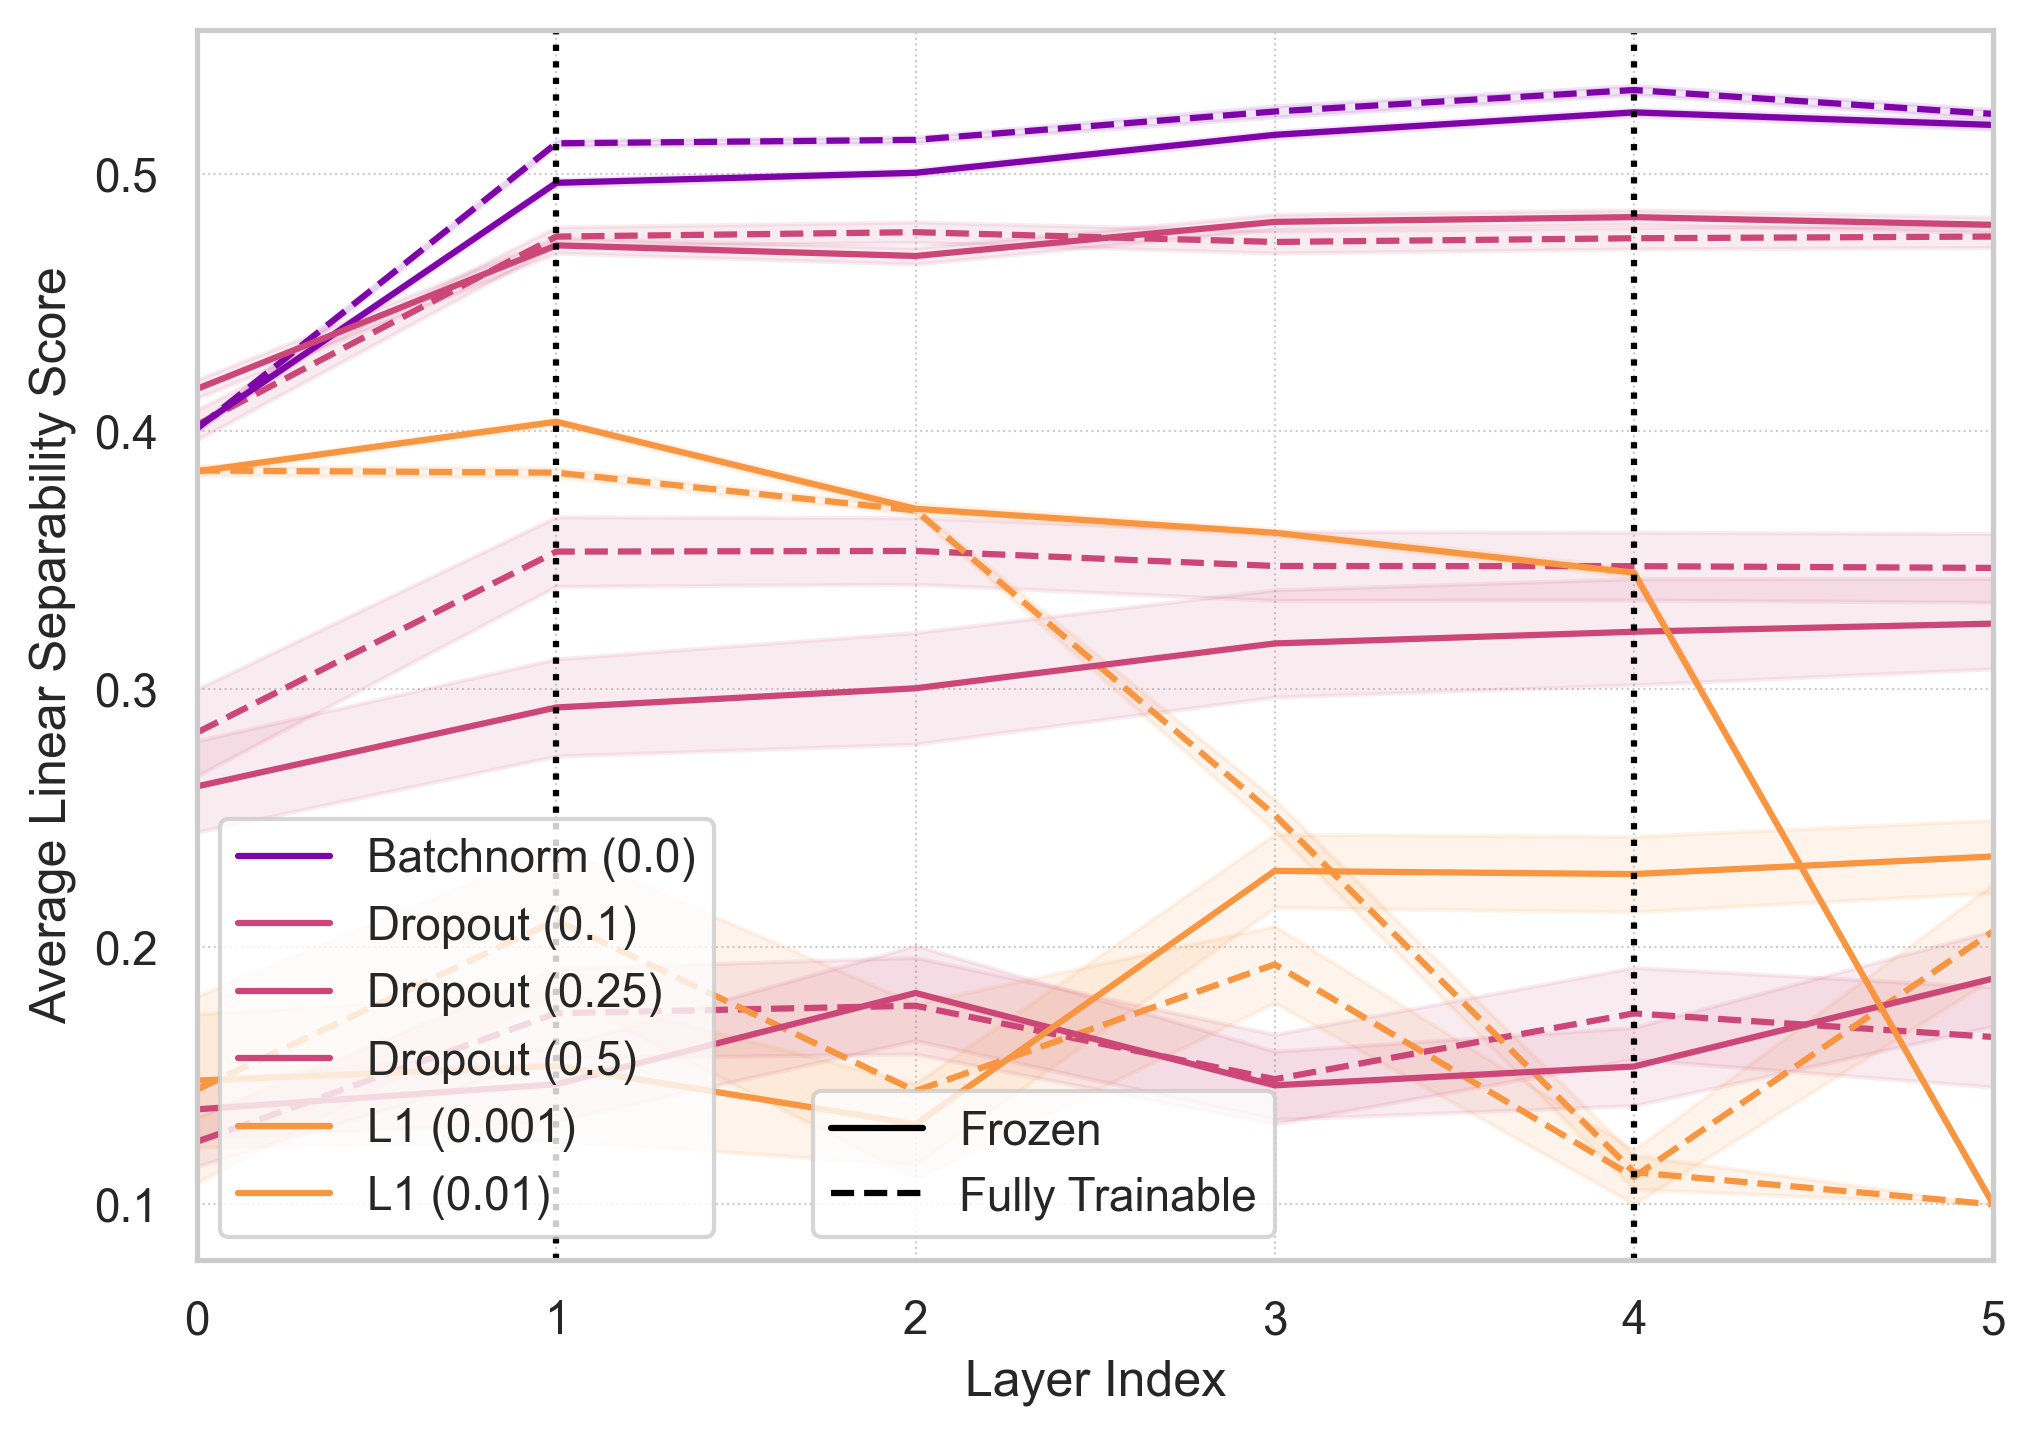 Average Linear Separability Score
0.5
0.4
0.3
0.2
0.1
Batchnorm (0.0)
Dropout (0.1)
Dropout (0.25)
Dropout (0.5)
L1 (0.001)
L1 (0.01)
Frozen
Fully Trainable
0 1 2 3 4 5
Layer Index